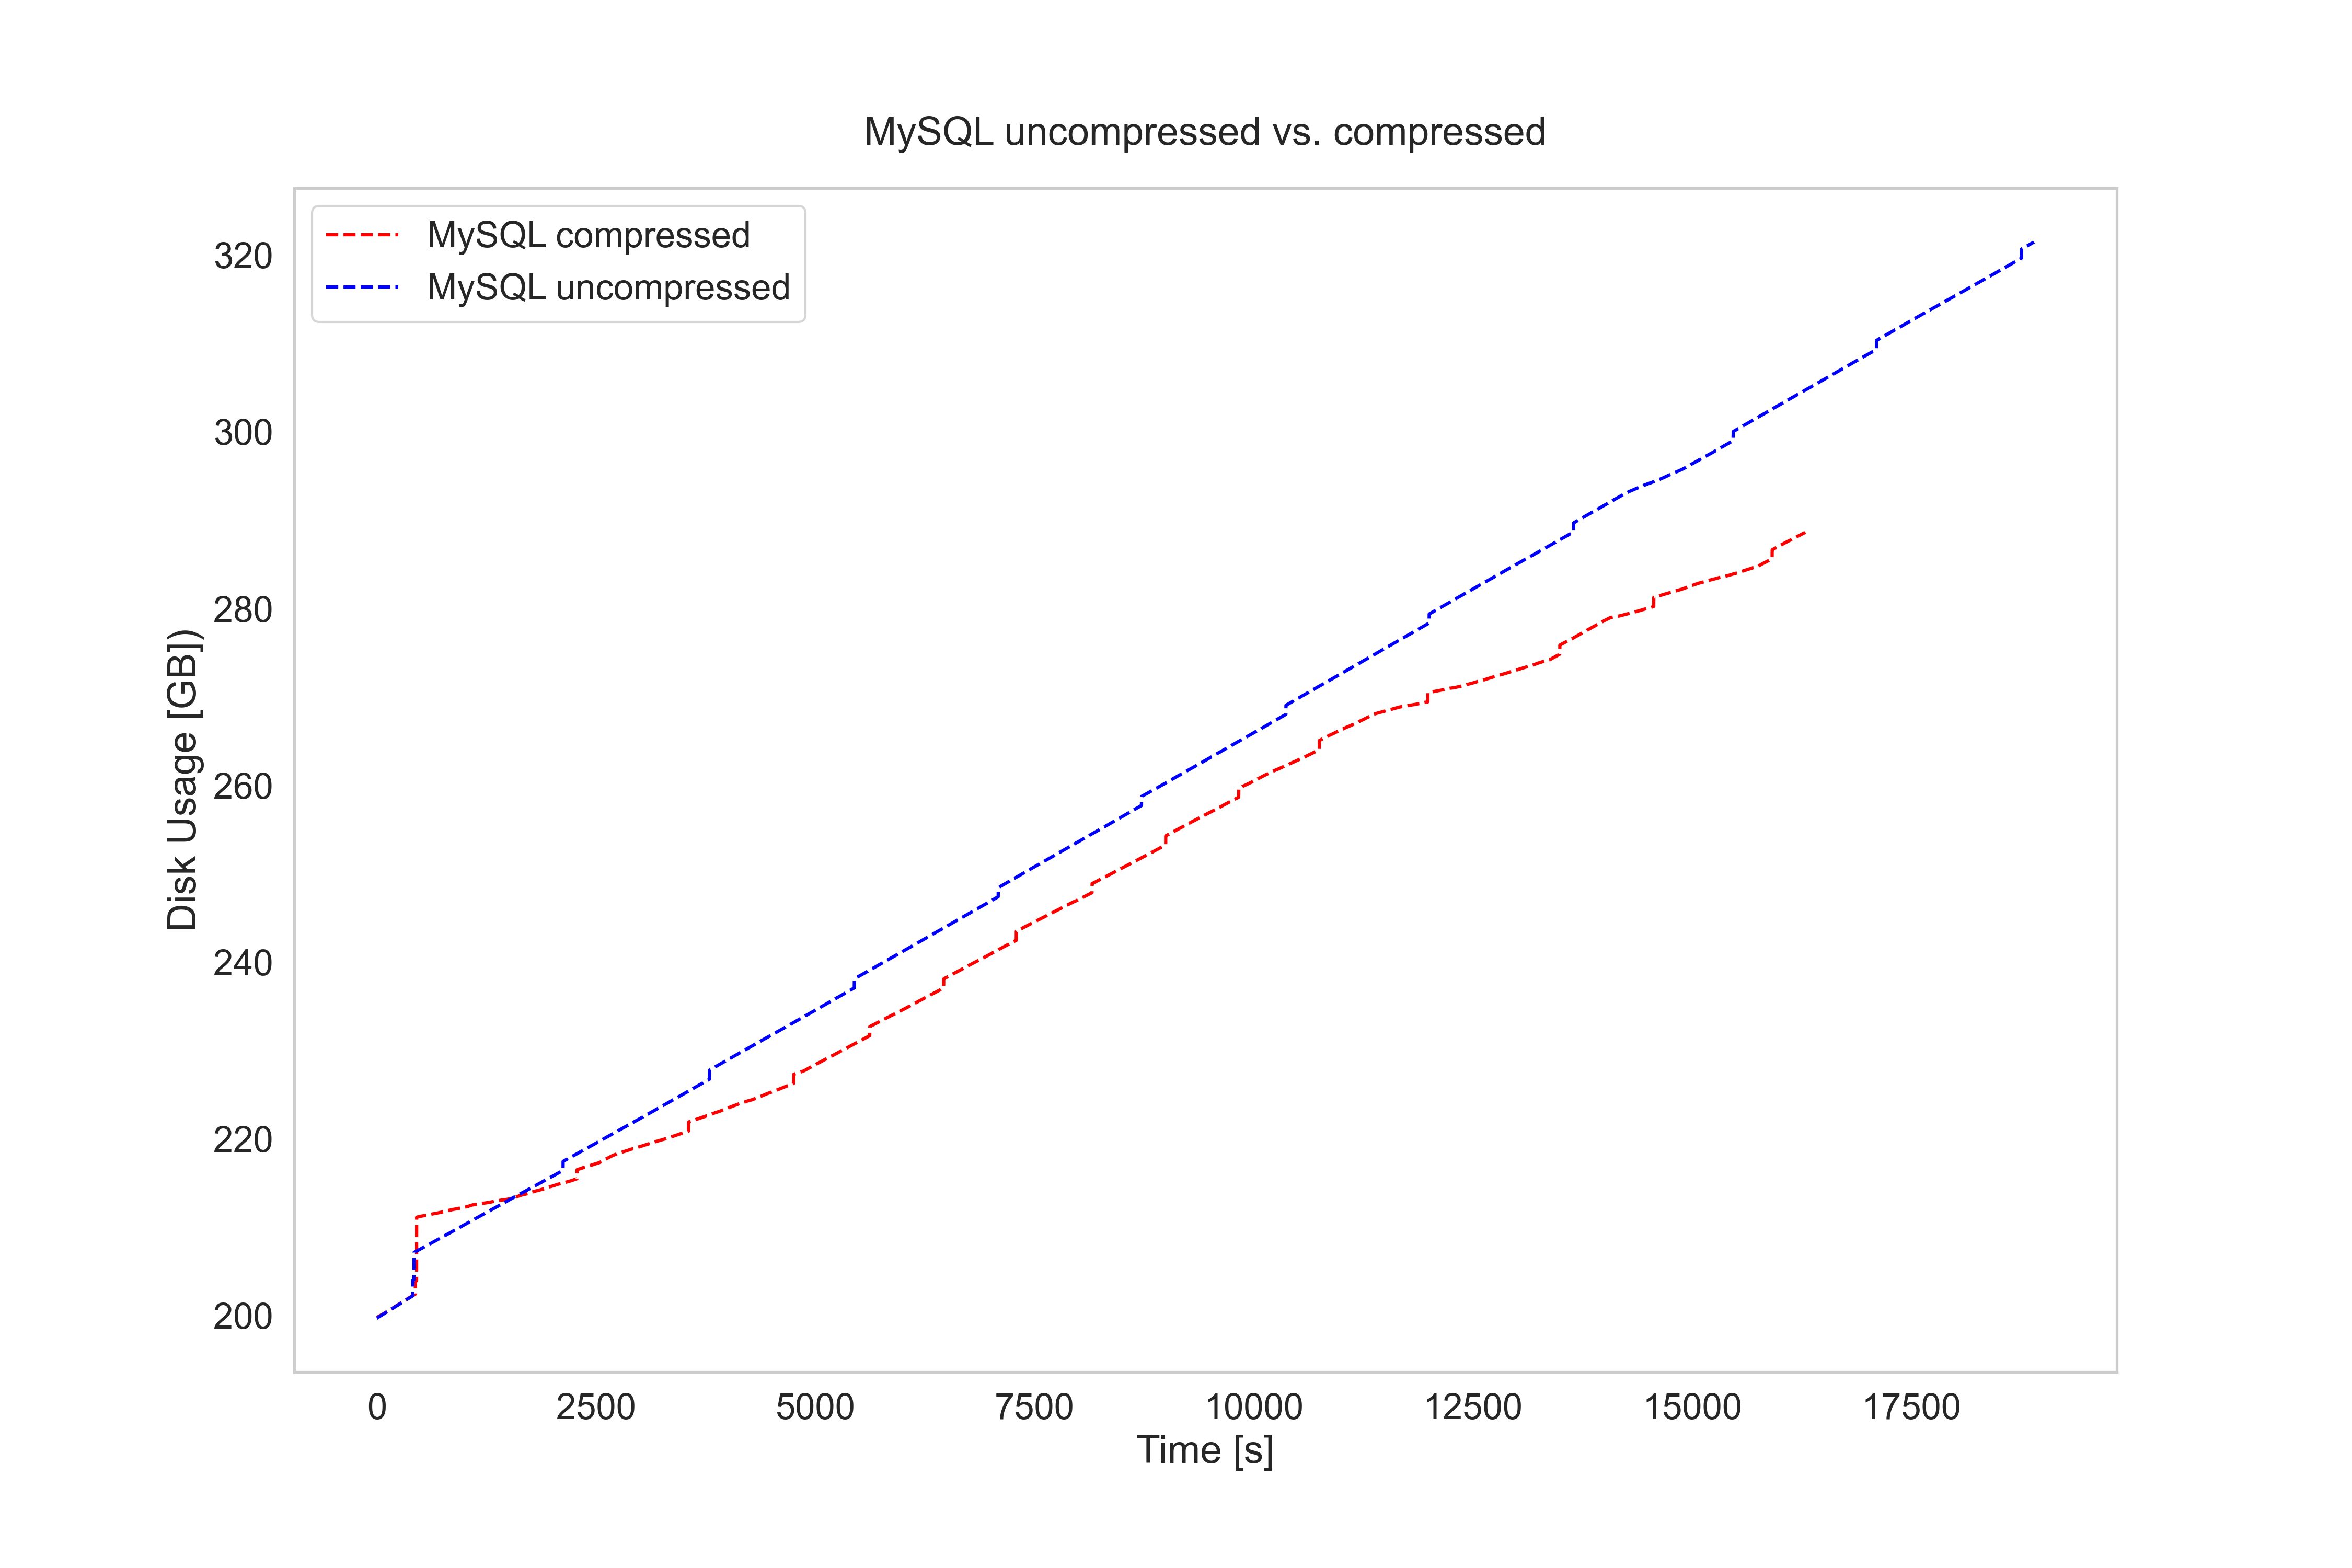 MySQL uncompressed vs. compressed
MySQL compressed
MySQL uncompressed
320
300
280
260
240
220
200
Disk Usage [GB])
0 2500 5000 7500 10000 12500 15000 17500
Time [s]